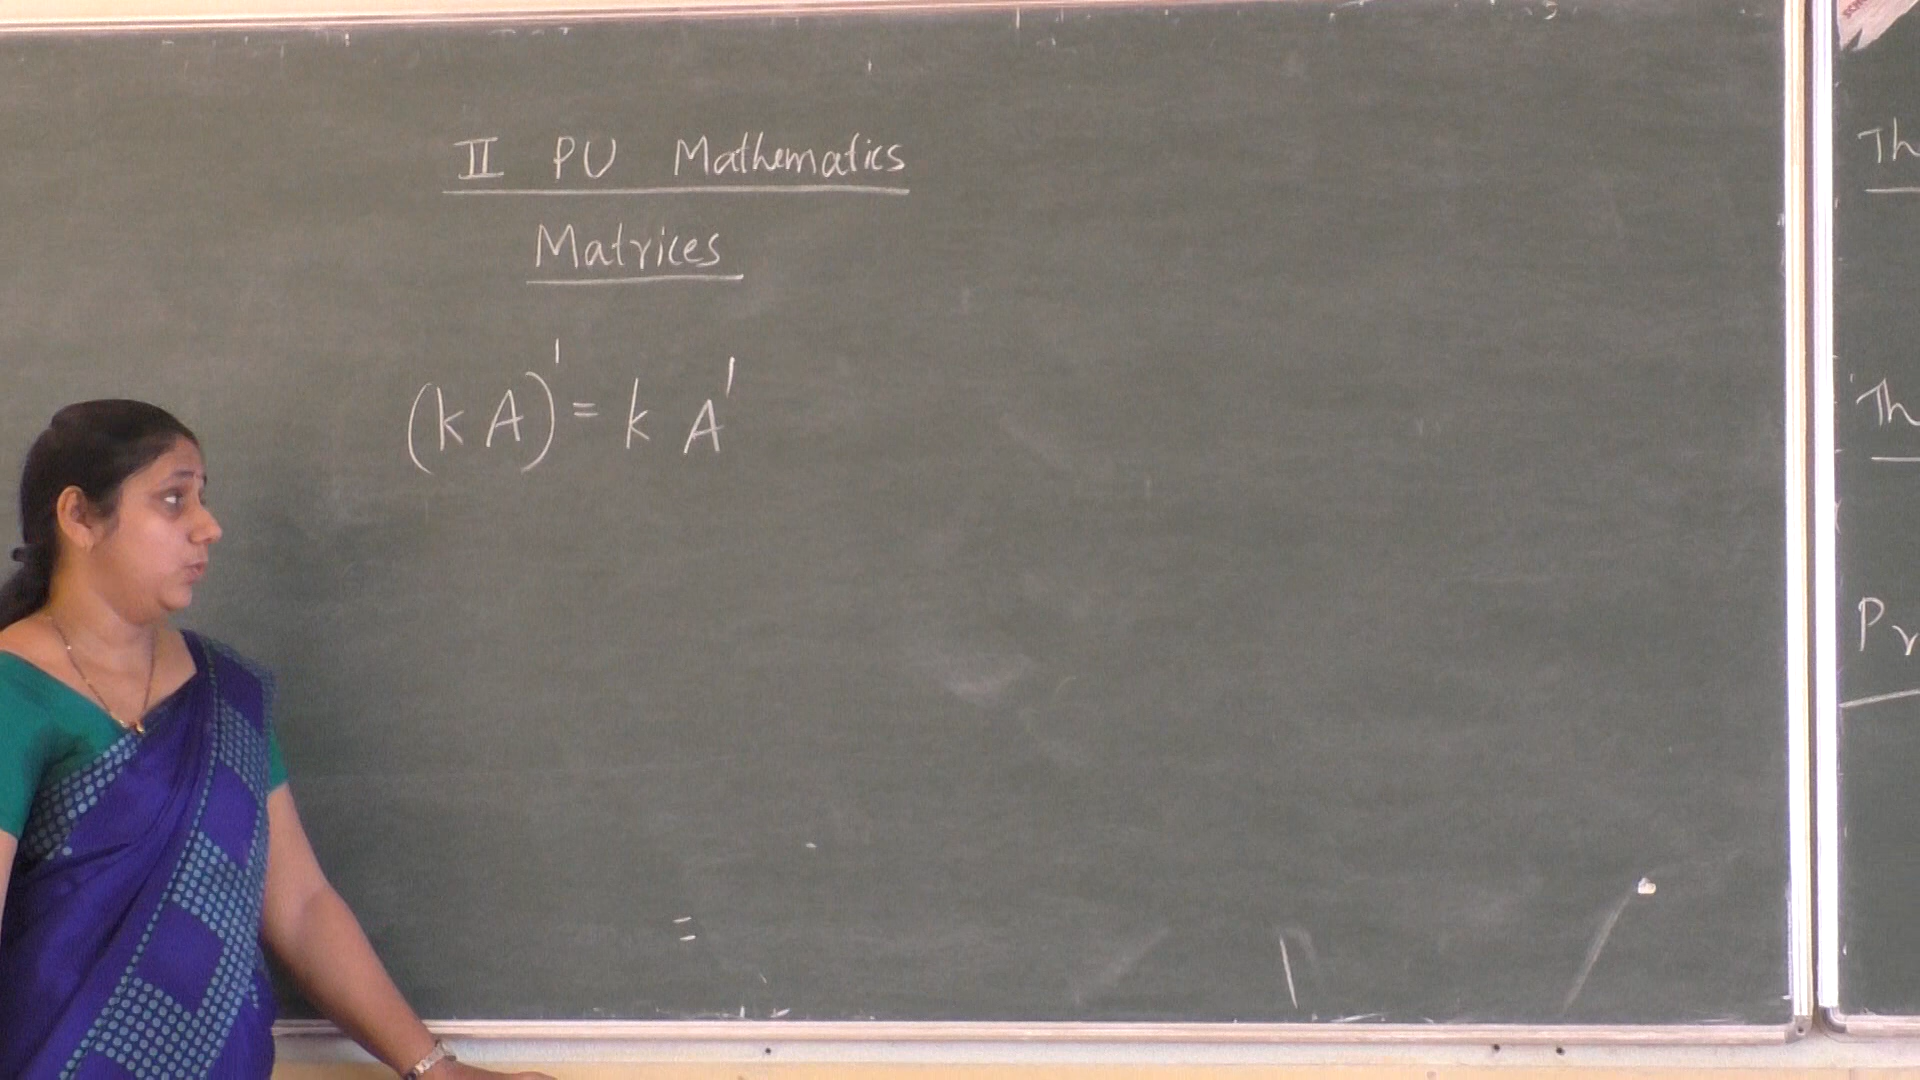 II PU Mathematics
Matrices
(kA)' = k A'
Th
Th
Pr